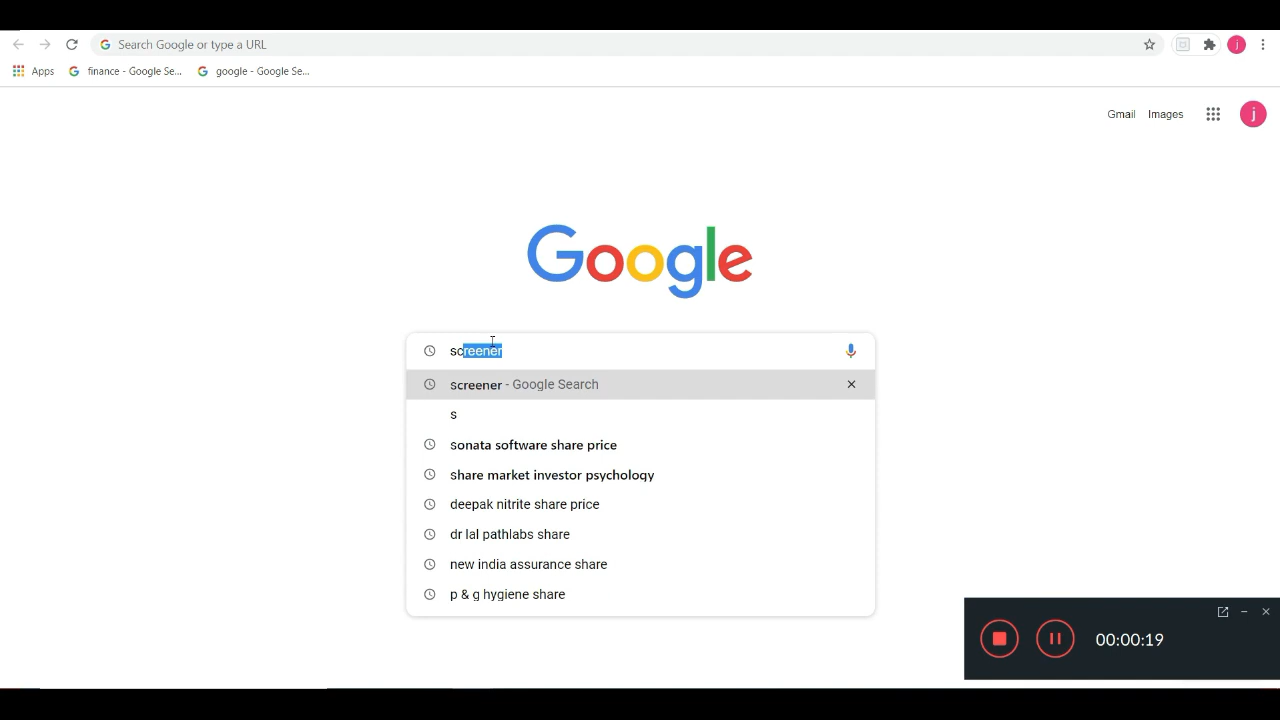 Search Google or type a URL
j
Apps
finance - Google Se...
google - Google Se...
Gmail
Images
j
Google
screener
screener - Google Search
s
sonata software share price
share market investor psychology
deepak nitrite share price
dr lal pathlabs share
new india assurance share
p & g hygiene share
00:00:19